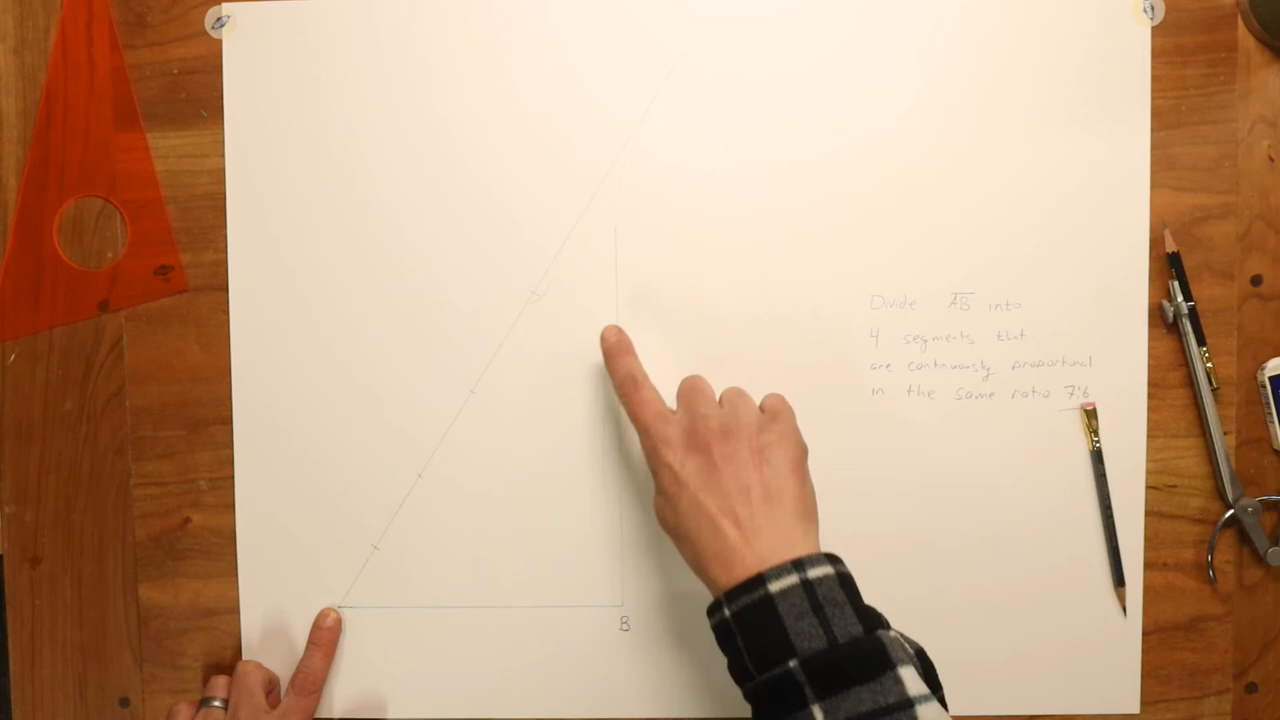 Divide AB into
4 segments that
are continuously proportional
in the same ratio 7:6
B